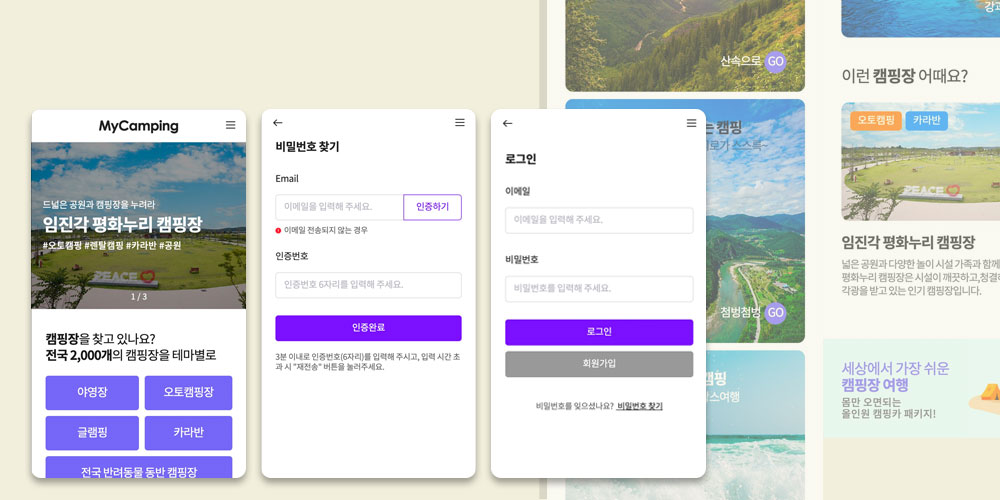 MyCamping
드넓은 공원과 캠핑장을 누려라
임진각 평화누리 캠핑장
#오토캠핑 #렌탈캠핑 #카라반 #공원
PEACE
1 / 3
캠핑장을 찾고 있나요?
전국 2,000개의 캠핑장을 테마별로
야영장
오토캠핑장
글램핑
카라반
전국 반려동물 동반 캠핑장
비밀번호 찾기
Email
이메일을 입력해 주세요.
인증하기
이메일 전송되지 않는 경우
인증번호
인증번호 6자리를 입력해 주세요.
인증완료
3분 이내로 인증번호(6자리)를 입력해 주시고, 입력 시간 초
과 시 "재전송" 버튼을 눌러주세요.
로그인
이메일
이메일을 입력해 주세요.
비밀번호
비밀번호를 입력해 주세요.
로그인
회원가입
비밀번호를 잊으셨나요? 비밀번호 찾기
산속으로 GO
는 캠핑
첨벙첨벙 GO
캠핑
스여행
이런 캠핑장 어때요?
오토캠핑
카라반
PEACE
임진각 평화누리 캠핑장
넓은 공원과 다양한 놀이 시설 가족과 함께
평화누리 캠핑장은 시설이 깨끗하고,청결
각광을 받고 있는 인기 캠핑장입니다.
세상에서 가장 쉬운
캠핑장 여행
몸만 오면되는
올인원 캠핑카 패키지!